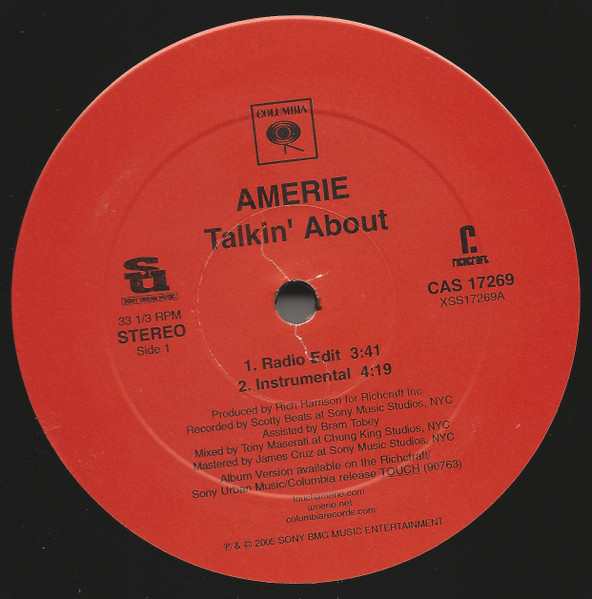 COLUMBIA
AMERIE
Talkin' About
SU
SONY URBAN MUSIC
33 1/3 RPM
STEREO
Side 1
r.
richcraft
CAS 17269
XSS17269A
1. Radio Edit 3:41
2. Instrumental 4:19
Produced by Rich Harrison for Richcraft Inc.
Recorded by Scotty Beats at Sony Music Studios, NYC
Assisted by Bram Tobey
Mixed by Tony Maserati at Chung King Studios, NYC
Mastered by James Cruz at Sony Music Studios, NYC
Album Version available on the Richcraft/
Sony Urban Music/Columbia release TOUCH (90763)
touchamerie.com
amerie.net
columbiarecords.com
℗ & © 2005 SONY BMG MUSIC ENTERTAINMENT